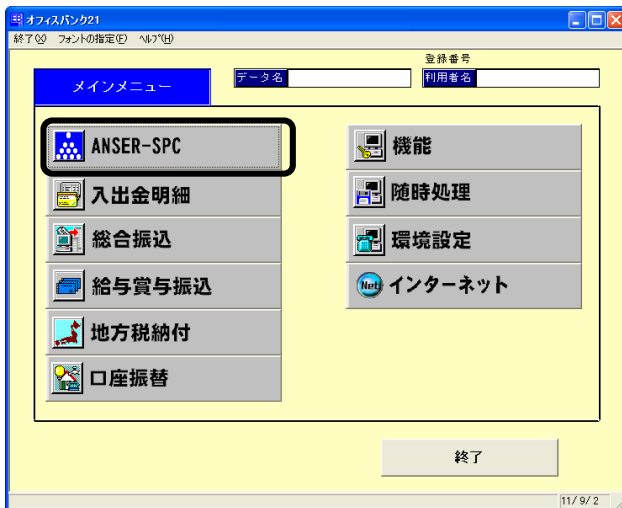 オフィスバンク21
終了(X) フォントの指定(F) ヘルプ(H)
登録番号
メインメニュー
データ名
利用者名
ANSER-SPC
入出金明細
総合振込
給与賞与振込
地方税納付
口座振替
機能
随時処理
環境設定
Net インターネット
終了
11/ 9/ 2